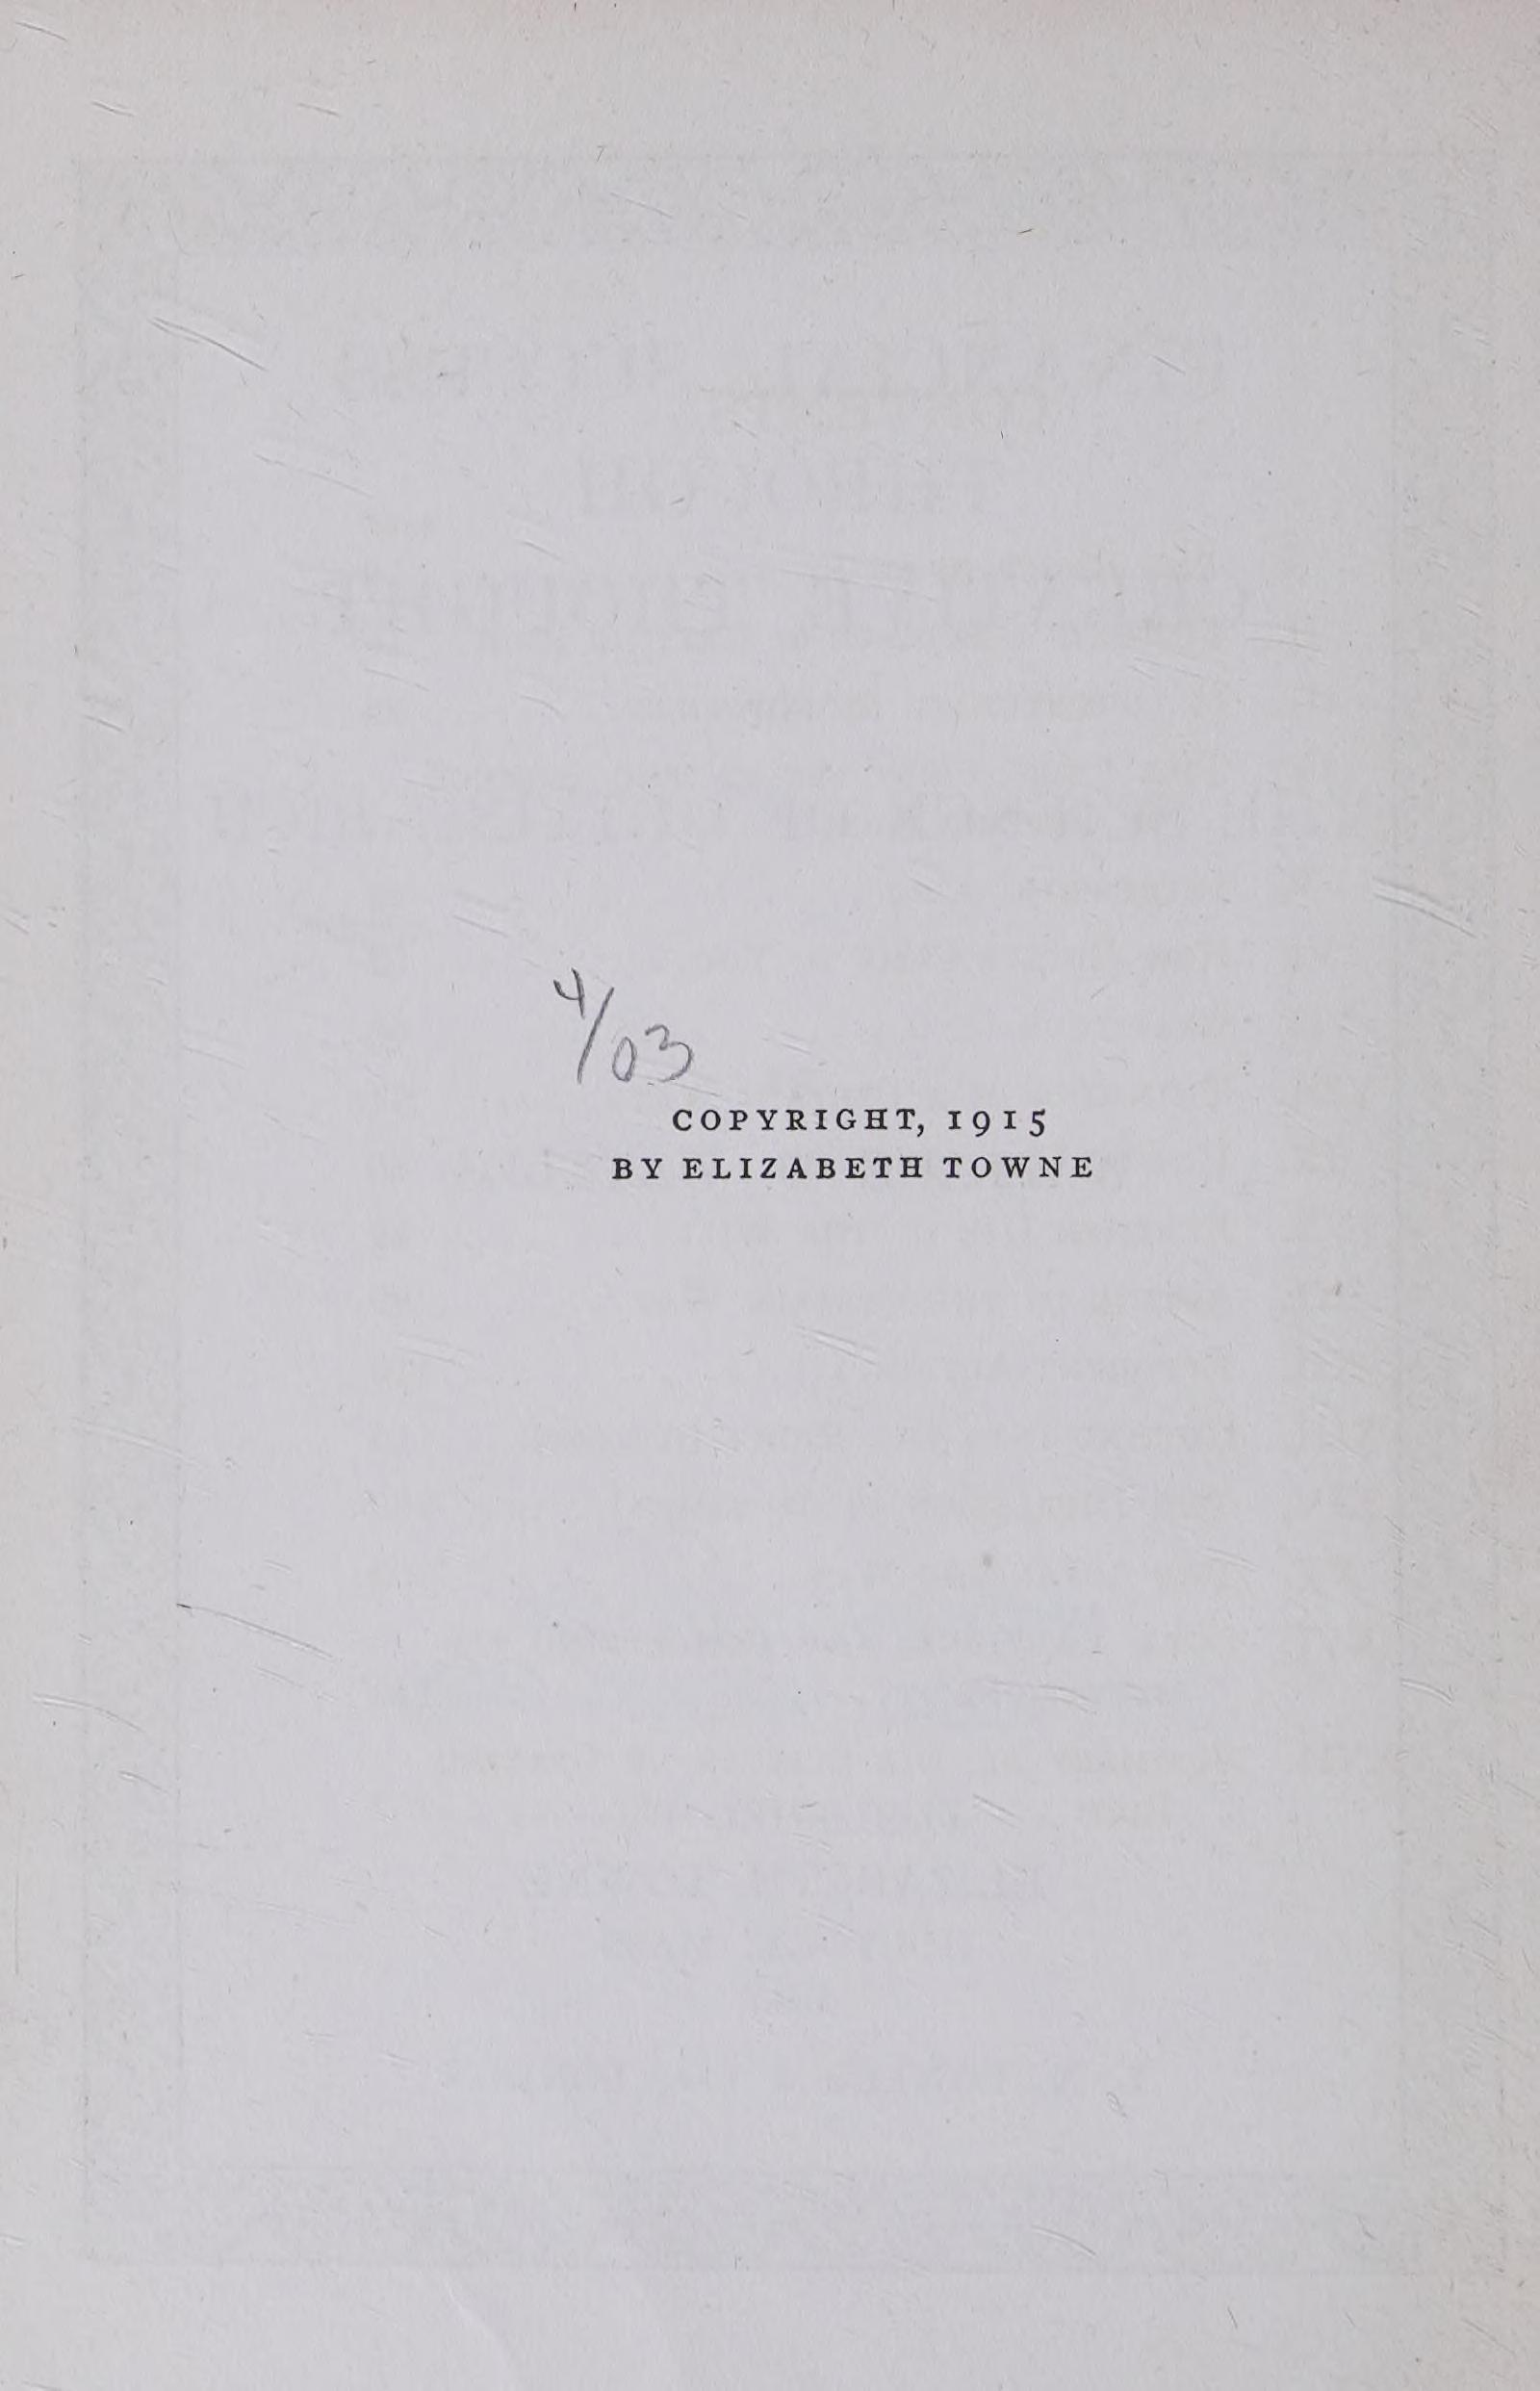 4/03
COPYRIGHT, 1915
BY ELIZABETH TOWNE